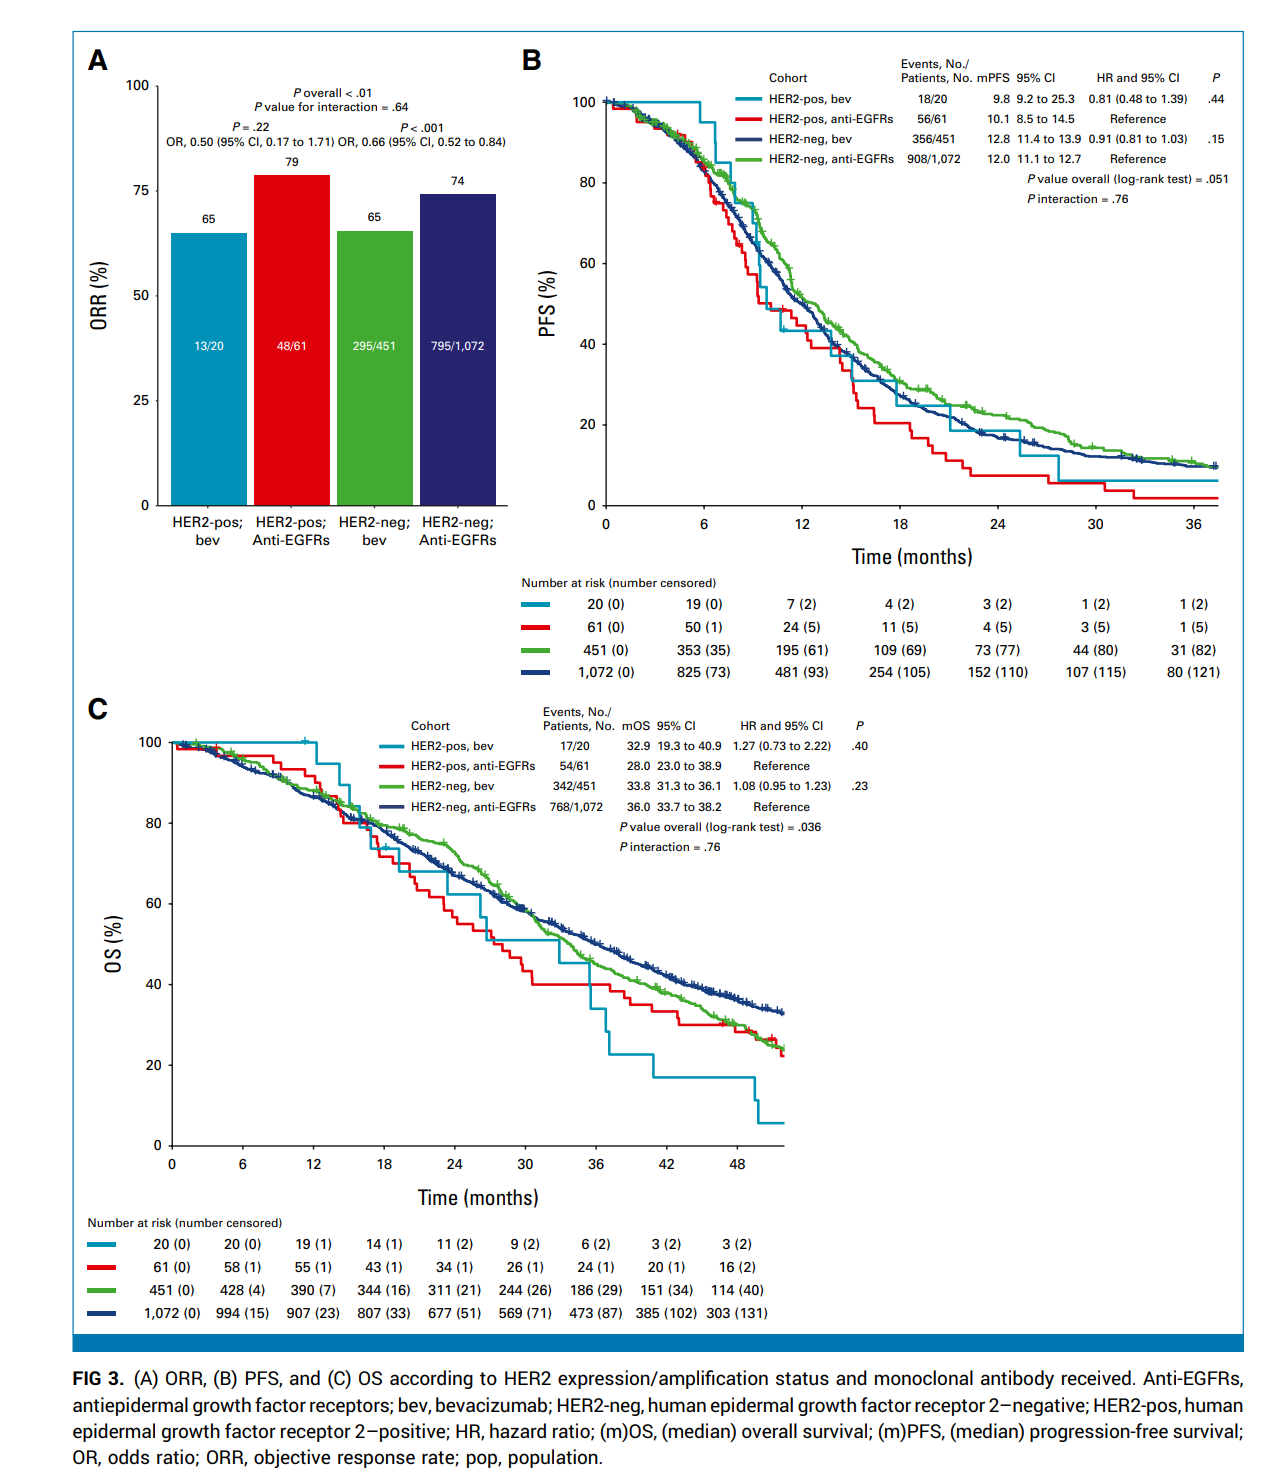 A
100
75
50
25
0
ORR (%)
P overall < .01
P value for interaction = .64
P = .22
P < .001
OR, 0.50 (95% CI, 0.17 to 1.71) OR, 0.66 (95% CI, 0.52 to 0.84)
65
79
65
74
13/20
48/61
295/451
795/1,072
HER2-pos;
bev
HER2-pos;
Anti-EGFRs
HER2-neg;
bev
HER2-neg;
Anti-EGFRs
B
Events, No./
Cohort Patients, No. mPFS 95% CI HR and 95% CI P
HER2-pos, bev 18/20 9.8 9.2 to 25.3 0.81 (0.48 to 1.39) .44
HER2-pos, anti-EGFRs 56/61 10.1 8.5 to 14.5 Reference
HER2-neg, bev 356/451 12.8 11.4 to 13.9 0.91 (0.81 to 1.03) .15
HER2-neg, anti-EGFRs 908/1,072 12.0 11.1 to 12.7 Reference
P value overall (log-rank test) = .051
P interaction = .76
100
80
60
40
20
0
PFS (%)
0 6 12 18 24 30 36
Time (months)
Number at risk (number censored)
20 (0) 19 (0) 7 (2) 4 (2) 3 (2) 1 (2) 1 (2)
61 (0) 50 (1) 24 (5) 11 (5) 4 (5) 3 (5) 1 (5)
451 (0) 353 (35) 195 (61) 109 (69) 73 (77) 44 (80) 31 (82)
1,072 (0) 825 (73) 481 (93) 254 (105) 152 (110) 107 (115) 80 (121)
C
Events, No./
Cohort Patients, No. mOS 95% CI HR and 95% CI P
HER2-pos, bev 17/20 32.9 19.3 to 40.9 1.27 (0.73 to 2.22) .40
HER2-pos, anti-EGFRs 54/61 28.0 23.0 to 38.9 Reference
HER2-neg, bev 342/451 33.8 31.3 to 36.1 1.08 (0.95 to 1.23) .23
HER2-neg, anti-EGFRs 768/1,072 36.0 33.7 to 38.2 Reference
P value overall (log-rank test) = .036
P interaction = .76
100
80
60
40
20
0
OS (%)
0 6 12 18 24 30 36 42 48
Time (months)
Number at risk (number censored)
20 (0) 20 (0) 19 (1) 14 (1) 11 (2) 9 (2) 6 (2) 3 (2) 3 (2)
61 (0) 58 (1) 55 (1) 43 (1) 34 (1) 26 (1) 24 (1) 20 (1) 16 (2)
451 (0) 428 (4) 390 (7) 344 (16) 311 (21) 244 (26) 186 (29) 151 (34) 114 (40)
1,072 (0) 994 (15) 907 (23) 807 (33) 677 (51) 569 (71) 473 (87) 385 (102) 303 (131)
FIG 3. (A) ORR, (B) PFS, and (C) OS according to HER2 expression/amplification status and monoclonal antibody received. Anti-EGFRs,
antiepidermal growth factor receptors; bev, bevacizumab; HER2-neg, human epidermal growth factor receptor 2–negative; HER2-pos, human
epidermal growth factor receptor 2–positive; HR, hazard ratio; (m)OS, (median) overall survival; (m)PFS, (median) progression-free survival;
OR, odds ratio; ORR, objective response rate; pop, population.